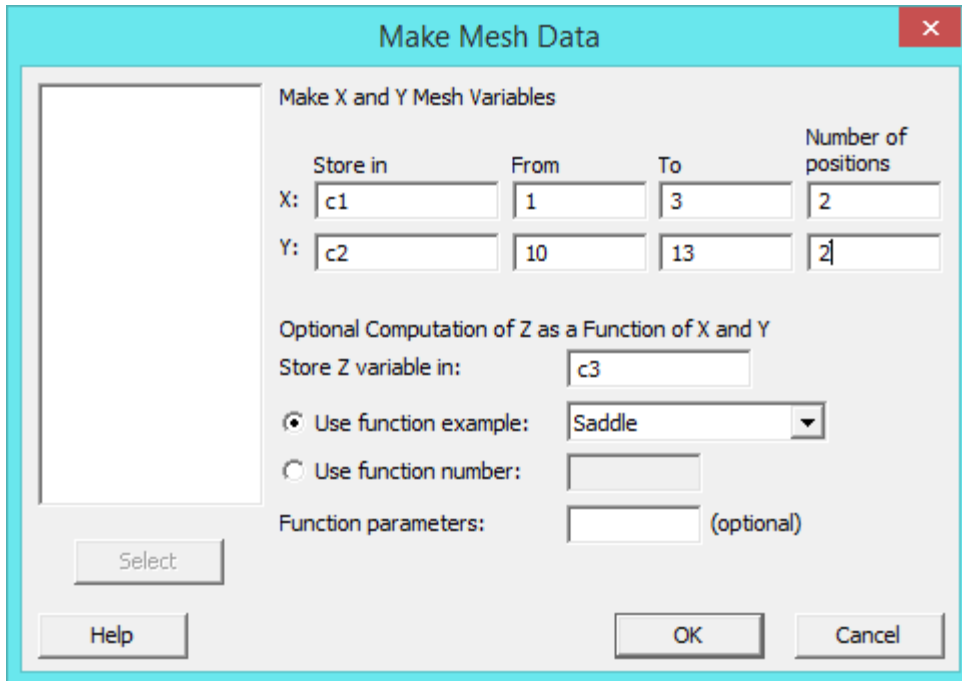 Make Mesh Data
Make X and Y Mesh Variables
Number of
Store in From To positions
X: c1 1 3 2
Y: c2 10 13 2
Optional Computation of Z as a Function of X and Y
Store Z variable in: c3
Use function example: Saddle
Use function number:
Function parameters: (optional)
Select
Help OK Cancel